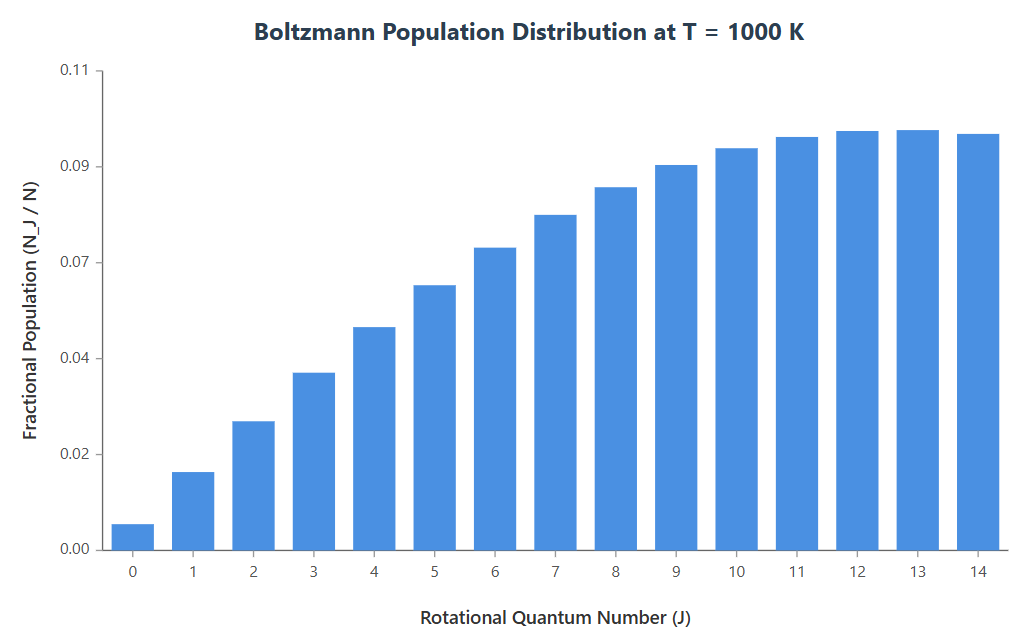 Boltzmann Population Distribution at T = 1000 K
Fractional Population (N_J / N)
0.11
0.09
0.07
0.04
0.02
0.00
0 1 2 3 4 5 6 7 8 9 10 11 12 13 14
Rotational Quantum Number (J)